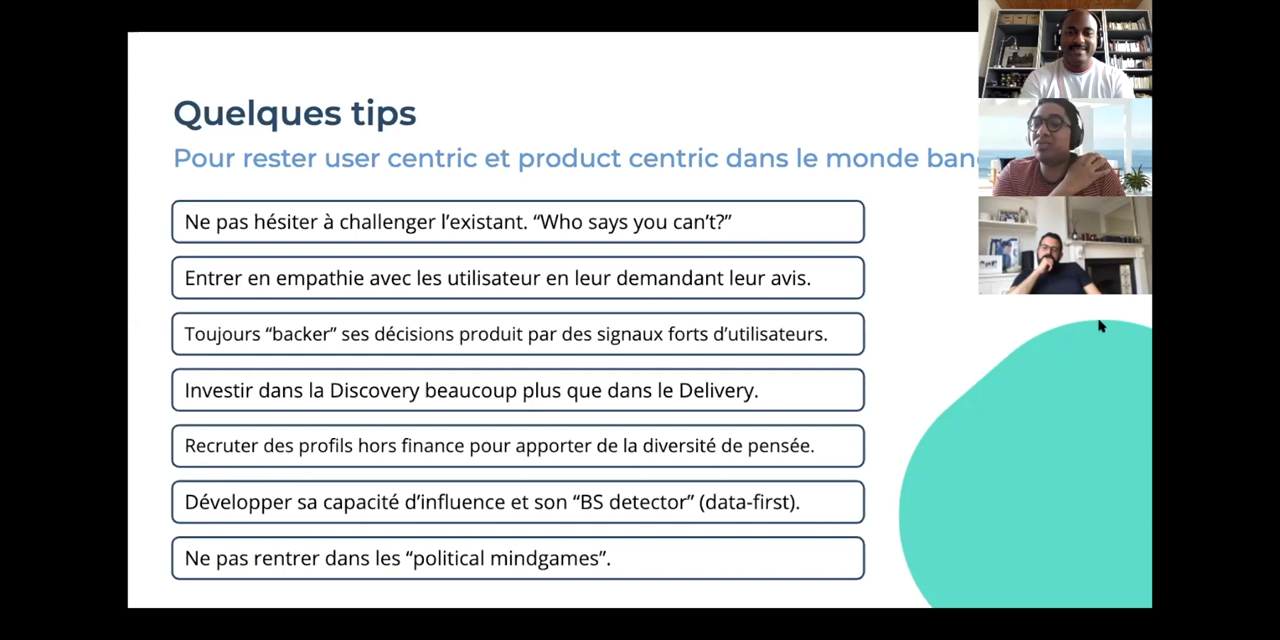 Quelques tips
Pour rester user centric et product centric dans le monde
Ne pas hésiter à challenger l’existant. “Who says you can’t?”
Entrer en empathie avec les utilisateur en leur demandant leur avis.
Toujours “backer” ses décisions produit par des signaux forts d’utilisateurs.
Investir dans la Discovery beaucoup plus que dans le Delivery.
Recruter des profils hors finance pour apporter de la diversité de pensée.
Développer sa capacité d’influence et son “BS detector” (data-first).
Ne pas rentrer dans les “political mindgames”.